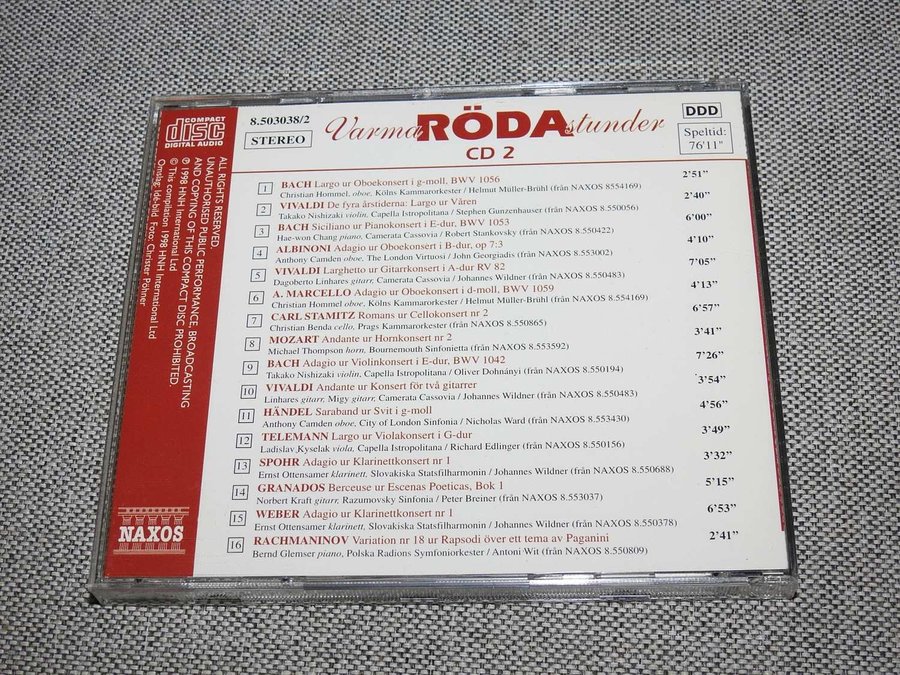 COMPACT
disc
DIGITAL AUDIO
8.503038/2
STEREO
Varma RÖDA stunder
CD 2
DDD
Speltid:
76'11"
1 BACH Largo ur Oboekonsert i g-moll, BWV 1056 2'51"
Christian Hommel, oboe, Kölns Kammarorkester / Helmut Müller-Brühl (från NAXOS 8554169)
2 VIVALDI De fyra årstiderna: Largo ur Våren 2'40"
Takako Nishizaki violin, Capella Istropolitana / Stephen Gunzenhauser (från NAXOS 8.550056)
3 BACH Siciliano ur Pianokonsert i E-dur, BWV 1053 6'00"
Hae-won Chang piano, Camerata Cassovia / Robert Stankovsky (från NAXOS 8.550422)
4 ALBINONI Adagio ur Oboekonsert i B-dur, op 7:3 4'10"
Anthony Camden oboe, The London Virtuosi / John Georgiadis (från NAXOS 8.553002)
5 VIVALDI Larghetto ur Gitarrkonsert i A-dur RV 82 7'05"
Dagoberto Linhares gitarr, Camerata Cassovia / Johannes Wildner (från NAXOS 8.550483)
6 A. MARCELLO Adagio ur Oboekonsert i d-moll, BWV 1059 4'13"
Christian Hommel oboe, Kölns Kammarorkester / Helmut Müller-Brühl (från NAXOS 8.554169)
7 CARL STAMITZ Romans ur Cellokonsert nr 2 6'57"
Christian Benda cello, Prags Kammarorkester (från NAXOS 8.550865)
8 MOZART Andante ur Hornkonsert nr 2 3'41"
Michael Thompson horn, Bournemouth Sinfonietta (från NAXOS 8.553592)
9 BACH Adagio ur Violinkonsert i E-dur, BWV 1042 7'26"
Takako Nishizaki violin, Capella Istropolitana / Oliver Dohnányi (från NAXOS 8.550194)
10 VIVALDI Andante ur Konsert för två gitarrer 3'54"
Linhares gitarr, Migy gitarr, Camerata Cassovia / Johannes Wildner (från NAXOS 8.550483)
11 HÄNDEL Saraband ur Svit i g-moll 4'56"
Anthony Camden oboe, City of London Sinfonia / Nicholas Ward (från NAXOS 8.553430)
12 TELEMANN Largo ur Violakonsert i G-dur 3'49"
Ladislav Kyselak viola, Capella Istropolitana / Richard Edlinger (från NAXOS 8.550156)
13 SPOHR Adagio ur Klarinettkonsert nr 1 3'32"
Ernst Ottensamer klarinett, Slovakiska Statsfilharmonin / Johannes Wildner (från NAXOS 8.550688)
14 GRANADOS Berceuse ur Escenas Poeticas, Bok 1 5'15"
Norbert Kraft gitarr, Razumovsky Sinfonia / Peter Breiner (från NAXOS 8.553037)
15 WEBER Adagio ur Klarinettkonsert nr 1 6'53"
Ernst Ottensamer klarinett, Slovakiska Statsfilharmonin / Johannes Wildner (från NAXOS 8.550378)
16 RACHMANINOV Variation nr 18 ur Rapsodi över ett tema av Paganini 2'41"
Bernd Glemser piano, Polska Radions Symfoniorkester / Antoni Wit (från NAXOS 8.550809)
ALL RIGHTS RESERVED.
UNAUTHORISED PUBLIC PERFORMANCE, BROADCASTING
AND COPYING OF THIS COMPACT DISC PROHIBITED.
℗ 1998 HNH International Ltd
© This compilation 1998 HNH International Ltd
Omslag: Idé-bild Foto: Christer Pöhner
NAXOS